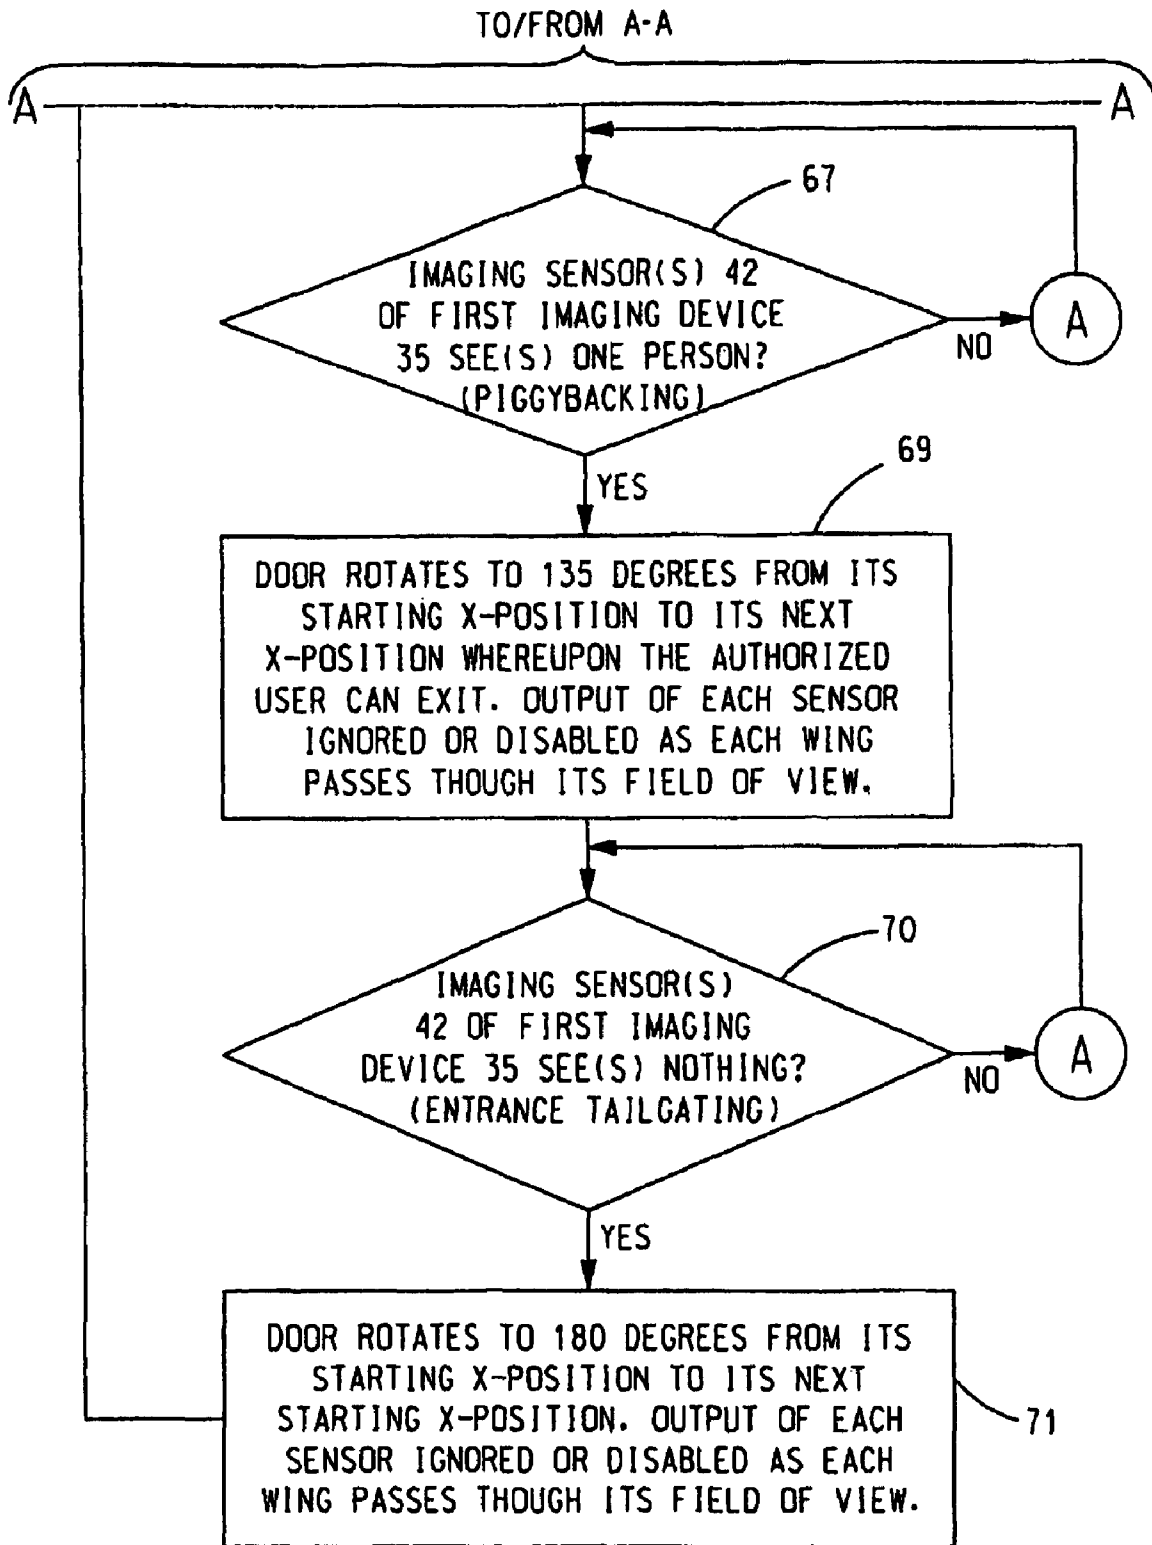 TO/FROM A-A
A
A
67
IMAGING SENSOR(S) 42
OF FIRST IMAGING DEVICE
35 SEE(S) ONE PERSON?
(PIGGYBACKING)
NO
A
YES
69
DOOR ROTATES TO 135 DEGREES FROM ITS
STARTING X-POSITION TO ITS NEXT
X-POSITION WHEREUPON THE AUTHORIZED
USER CAN EXIT. OUTPUT OF EACH SENSOR
IGNORED OR DISABLED AS EACH WING
PASSES THOUGH ITS FIELD OF VIEW.
70
IMAGING SENSOR(S)
42 OF FIRST IMAGING
DEVICE 35 SEE(S) NOTHING?
(ENTRANCE TAILGATING)
NO
A
YES
DOOR ROTATES TO 180 DEGREES FROM ITS
STARTING X-POSITION TO ITS NEXT
STARTING X-POSITION. OUTPUT OF EACH
SENSOR IGNORED OR DISABLED AS EACH
WING PASSES THOUGH ITS FIELD OF VIEW.
71